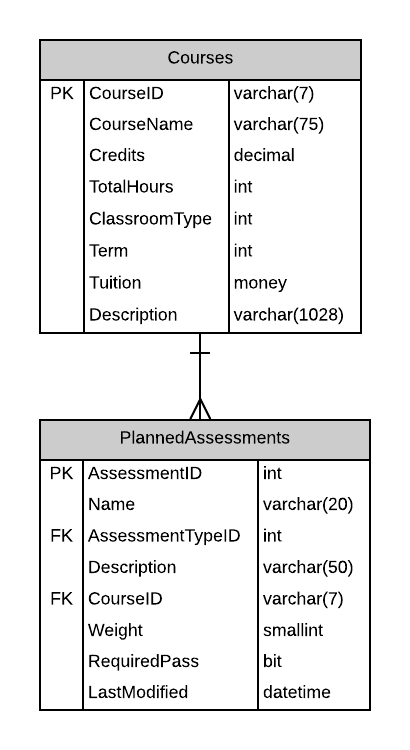 Courses
PK CourseID varchar(7)
CourseName varchar(75)
Credits decimal
TotalHours int
ClassroomType int
Term int
Tuition money
Description varchar(1028)
PlannedAssessments
PK AssessmentID int
Name varchar(20)
FK AssessmentTypeID int
Description varchar(50)
FK CourseID varchar(7)
Weight smallint
RequiredPass bit
LastModified datetime